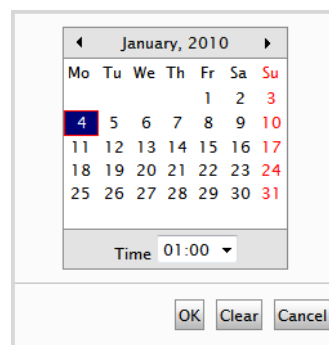 January, 2010
Mo Tu We Th Fr Sa Su
1 2 3
4 5 6 7 8 9 10
11 12 13 14 15 16 17
18 19 20 21 22 23 24
25 26 27 28 29 30 31
Time 01:00
OK Clear Cancel